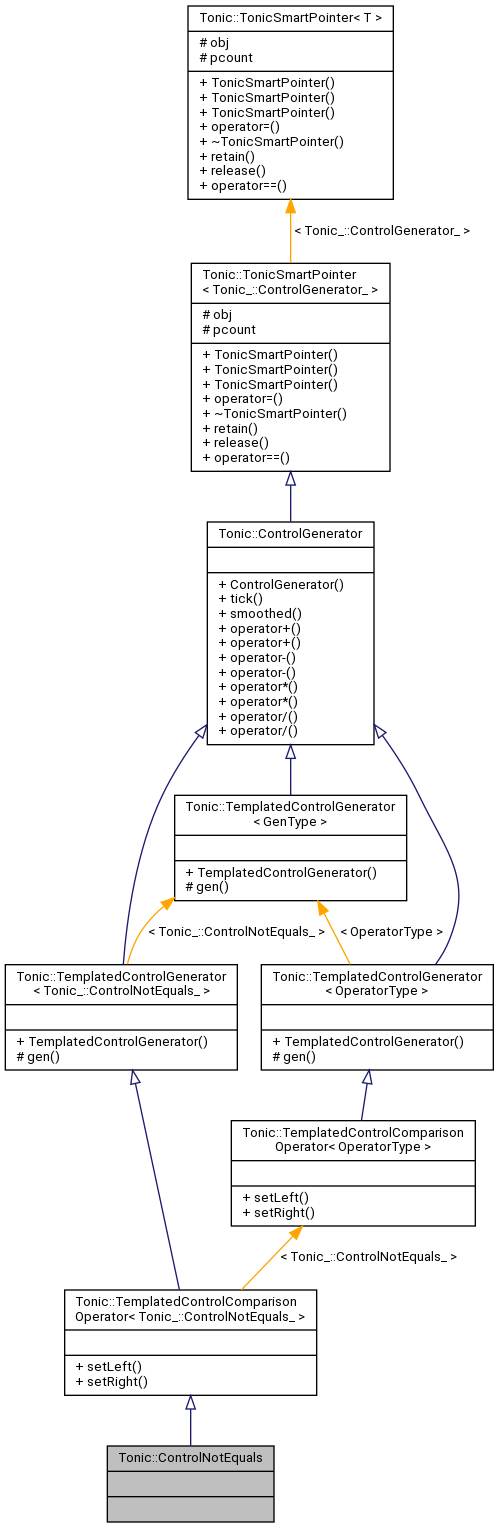 Tonic::TonicSmartPointer< T >
# obj
# pcount
+ TonicSmartPointer()
+ TonicSmartPointer()
+ TonicSmartPointer()
+ operator=()
+ ~TonicSmartPointer()
+ retain()
+ release()
+ operator==()
< Tonic_::ControlGenerator_ >
Tonic::TonicSmartPointer
< Tonic_::ControlGenerator_ >
# obj
# pcount
+ TonicSmartPointer()
+ TonicSmartPointer()
+ TonicSmartPointer()
+ operator=()
+ ~TonicSmartPointer()
+ retain()
+ release()
+ operator==()
Tonic::ControlGenerator
+ ControlGenerator()
+ tick()
+ smoothed()
+ operator+()
+ operator+()
+ operator-()
+ operator-()
+ operator*()
+ operator*()
+ operator/()
+ operator/()
Tonic::TemplatedControlGenerator
< GenType >
+ TemplatedControlGenerator()
# gen()
< Tonic_::ControlNotEquals_ >
< OperatorType >
Tonic::TemplatedControlGenerator
< Tonic_::ControlNotEquals_ >
+ TemplatedControlGenerator()
# gen()
Tonic::TemplatedControlGenerator
< OperatorType >
+ TemplatedControlGenerator()
# gen()
Tonic::TemplatedControlComparison
Operator< OperatorType >
+ setLeft()
+ setRight()
< Tonic_::ControlNotEquals_ >
Tonic::TemplatedControlComparison
Operator< Tonic_::ControlNotEquals_ >
+ setLeft()
+ setRight()
Tonic::ControlNotEquals